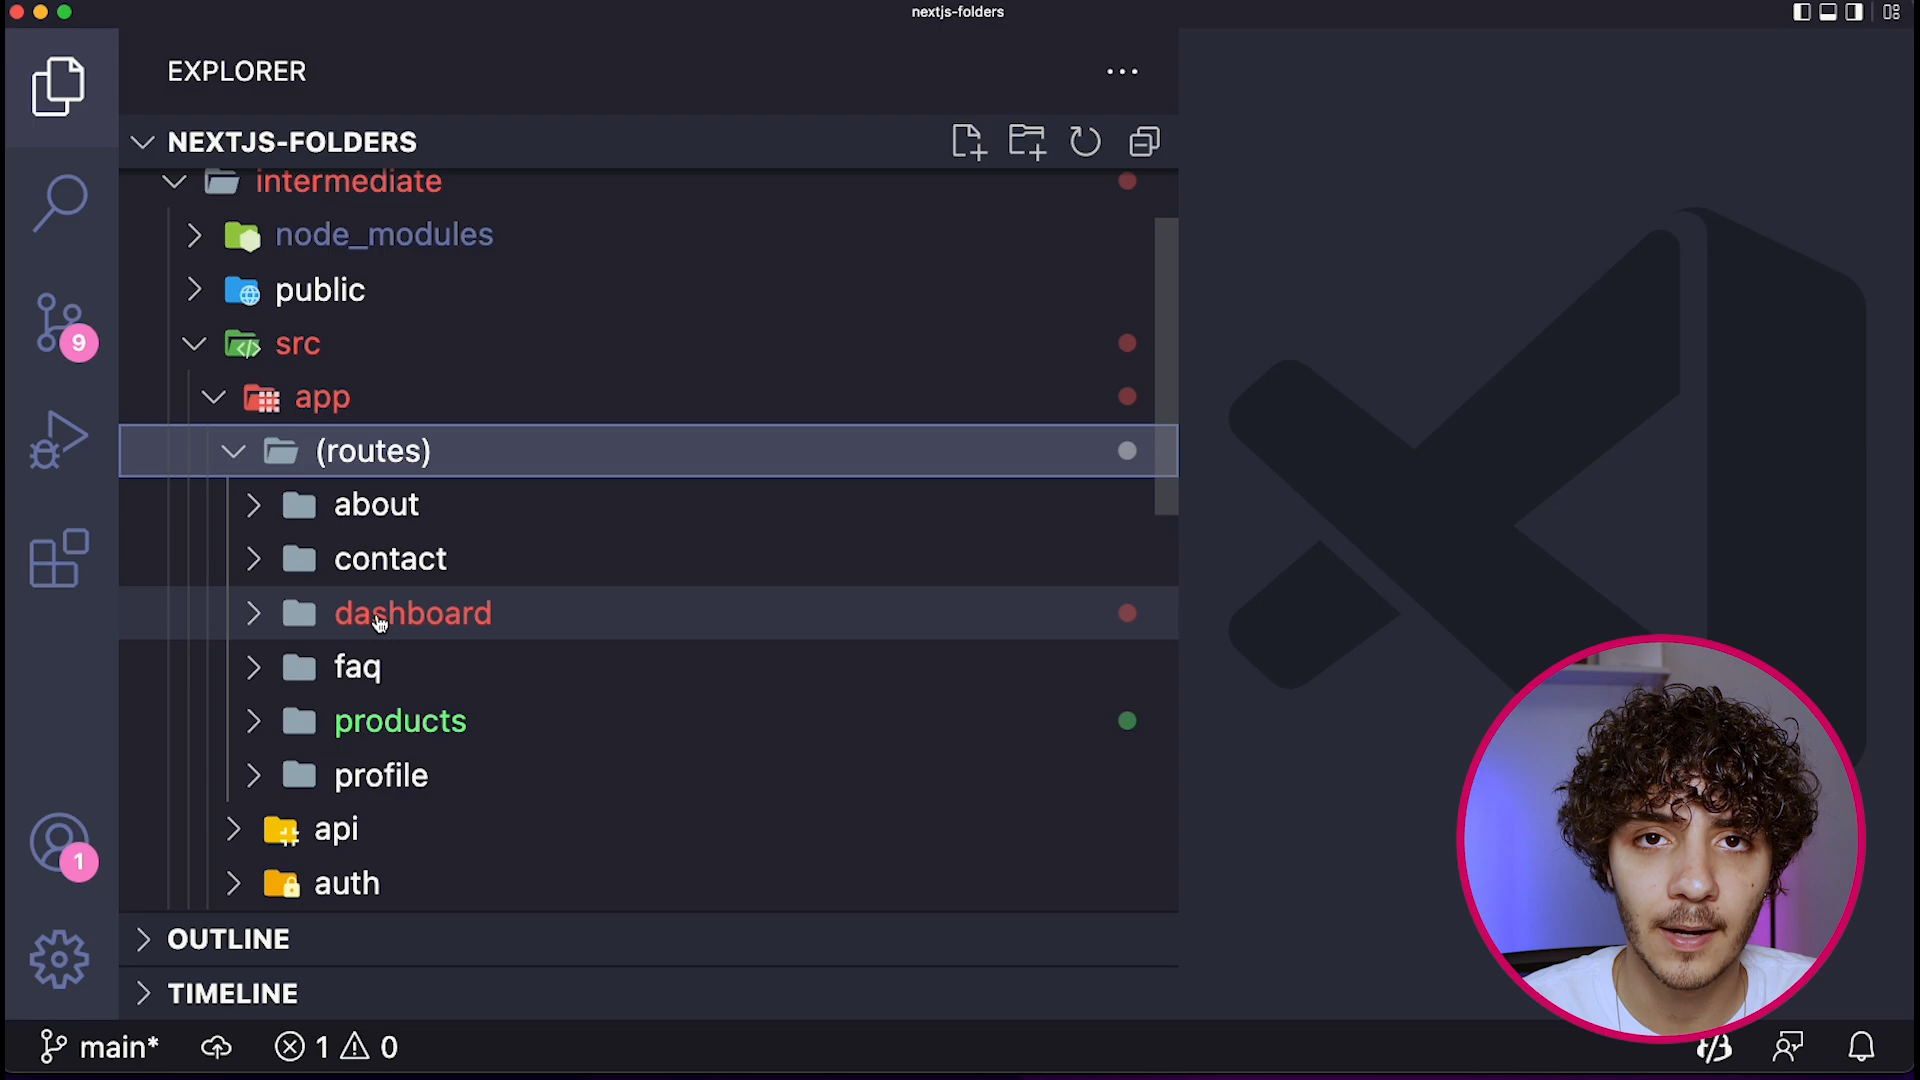 nextjs-folders
EXPLORER
NEXTJS-FOLDERS
intermediate
node_modules
public
src
9
app
(routes)
about
contact
dashboard
faq
products
profile
api
1
auth
OUTLINE
TIMELINE
main* 1 0